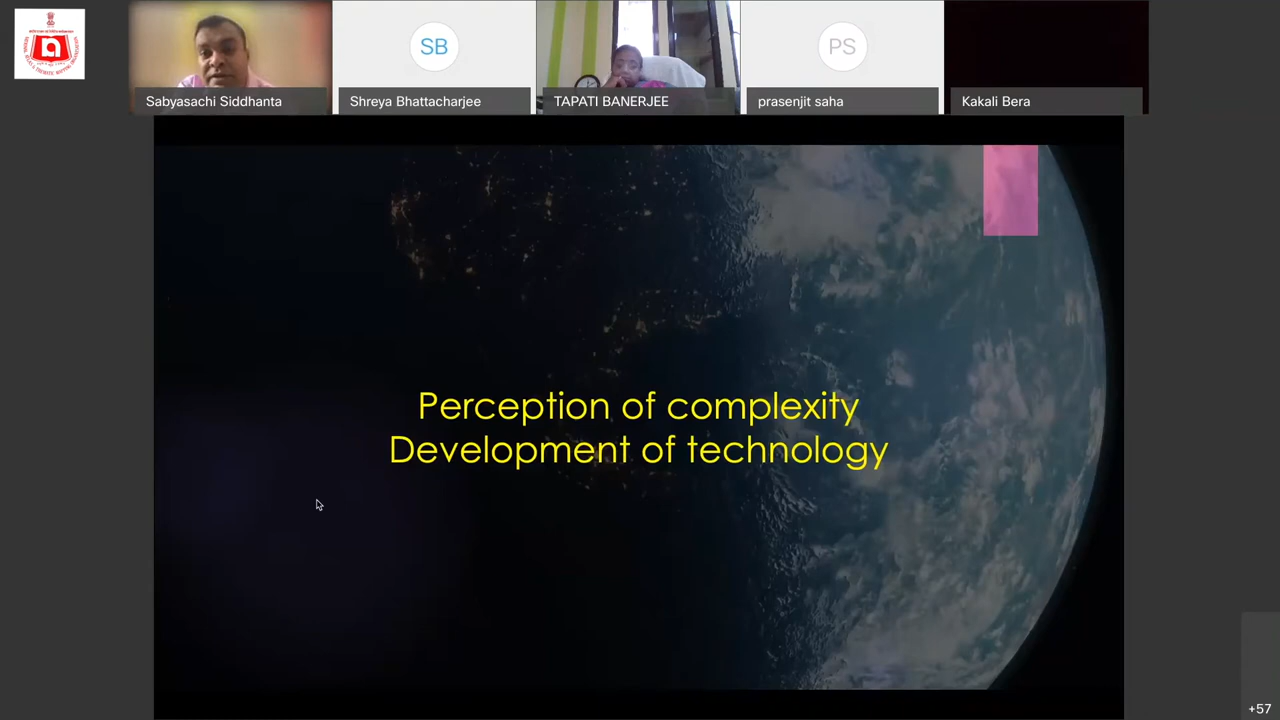 Sabyasachi Siddhanta
SB
Shreya Bhattacharjee
TAPATI BANERJEE
PS
prasenjit saha
Kakali Bera
Perception of complexity
Development of technology
+57